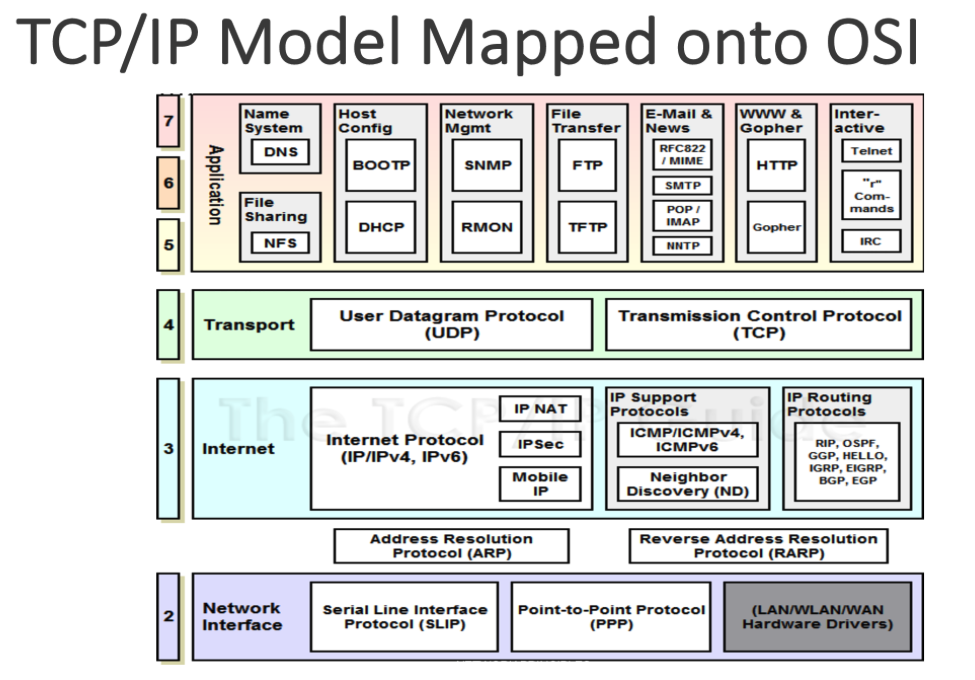 TCP/IP Model Mapped onto OSI
7
6
5
Application
Name
System
DNS
File
Sharing
NFS
Host
Config
BOOTP
DHCP
Network
Mgmt
SNMP
RMON
File
Transfer
FTP
TFTP
E-Mail &
News
RFC822
/ MIME
SMTP
POP /
IMAP
NNTP
WWW &
Gopher
HTTP
Gopher
Inter-
active
Telnet
"r"
Com-
mands
IRC
4
Transport
User Datagram Protocol
(UDP)
Transmission Control Protocol
(TCP)
The TCP/IP Guide
3
Internet
Internet Protocol
(IP/IPv4, IPv6)
IP NAT
IPSec
Mobile
IP
IP Support
Protocols
ICMP/ICMPv4,
ICMPv6
Neighbor
Discovery (ND)
IP Routing
Protocols
RIP, OSPF,
GGP, HELLO,
IGRP, EIGRP,
BGP, EGP
Address Resolution
Protocol (ARP)
Reverse Address Resolution
Protocol (RARP)
2
Network
Interface
Serial Line Interface
Protocol (SLIP)
Point-to-Point Protocol
(PPP)
(LAN/WLAN/WAN
Hardware Drivers)